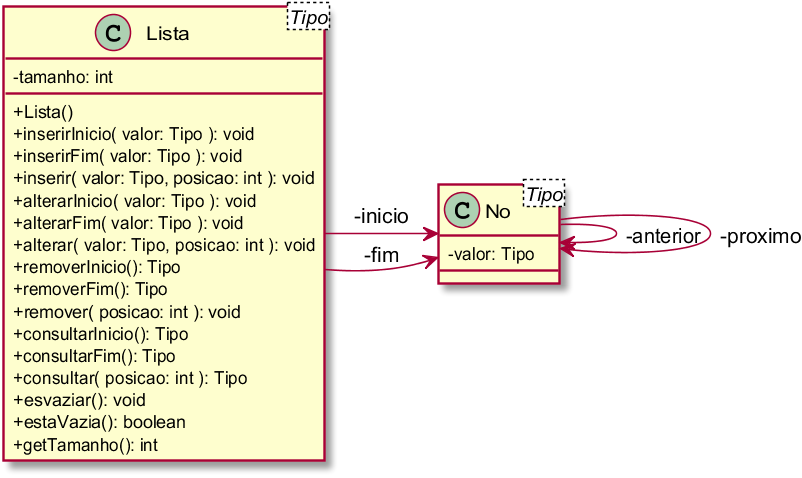 Tipo
C Lista
-tamanho: int
+Lista()
+inserirInicio( valor: Tipo ): void
+inserirFim( valor: Tipo ): void
+inserir( valor: Tipo, posicao: int ): void
+alterarInicio( valor: Tipo ): void
+alterarFim( valor: Tipo ): void
+alterar( valor: Tipo, posicao: int ): void
+removerInicio(): Tipo
+removerFim(): Tipo
+remover( posicao: int ): void
+consultarInicio(): Tipo
+consultarFim(): Tipo
+consultar( posicao: int ): Tipo
+esvaziar(): void
+estaVazia(): boolean
+getTamanho(): int
-inicio
-fim
Tipo
C No
-valor: Tipo
-anterior
-proximo